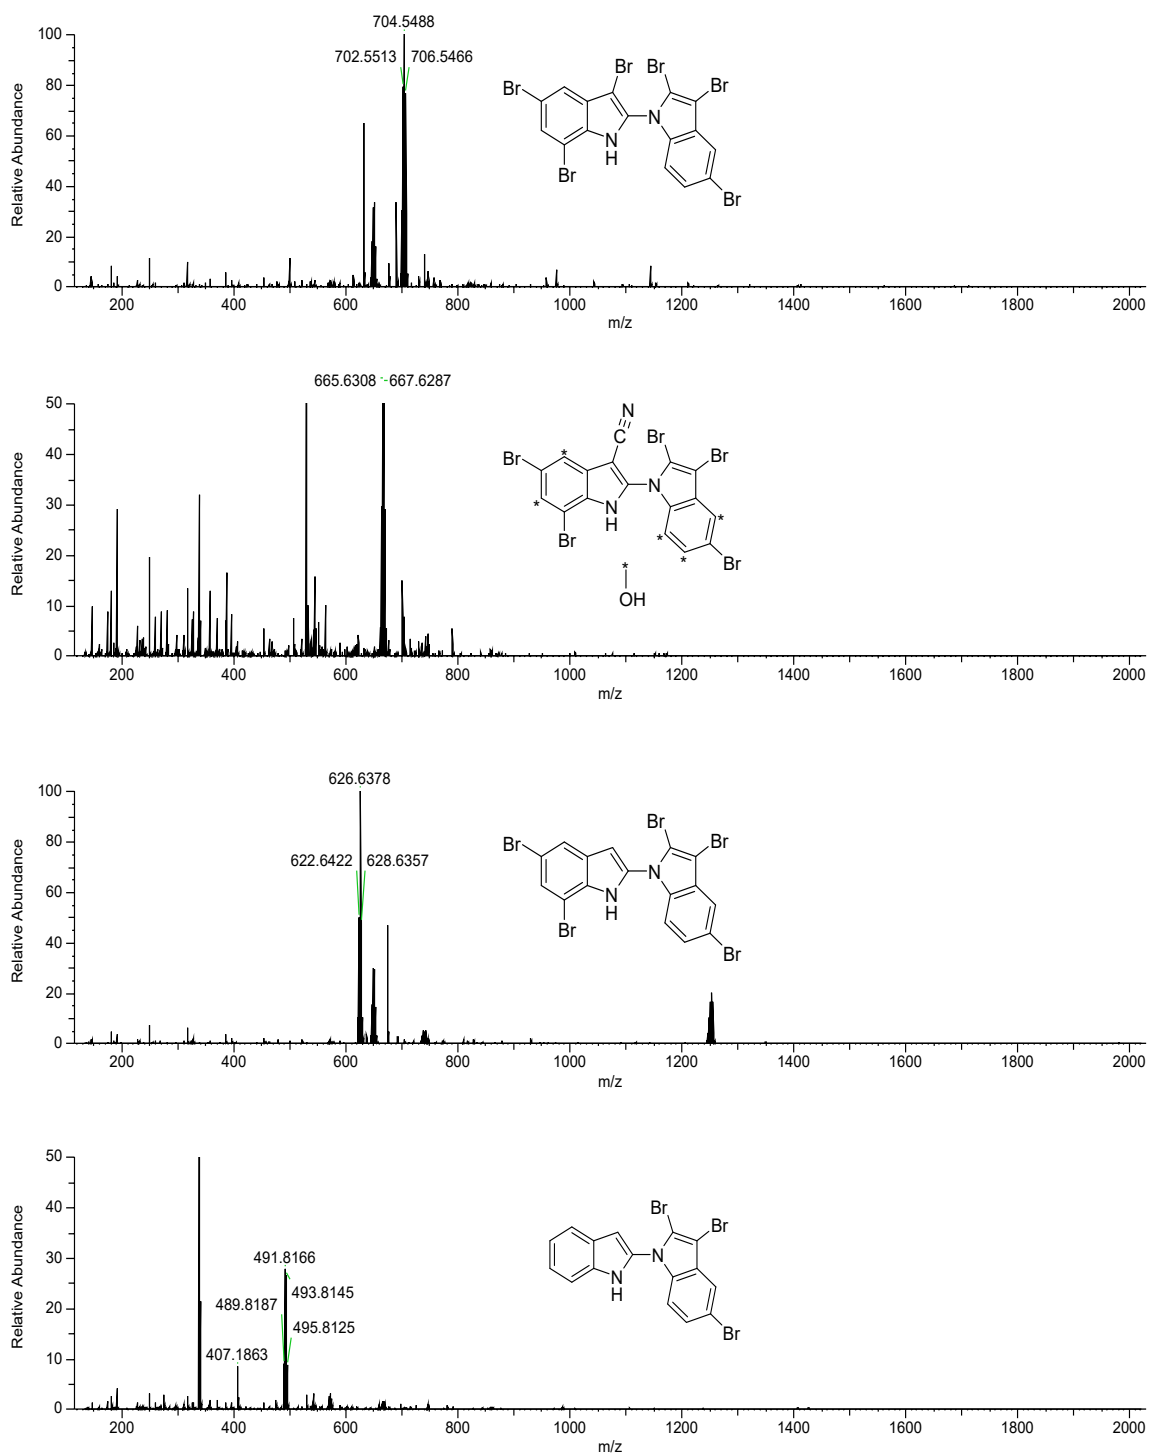 704.5488
702.5513 706.5466
100
80
60
40
20
0
Relative Abundance
200 400 600 800 1000 1200 1400 1600 1800 2000
m/z
Br Br Br
Br
N
N
H
Br
Br
665.6308 667.6287
50
40
30
20
10
0
Relative Abundance
200 400 600 800 1000 1200 1400 1600 1800 2000
m/z
N
C
Br
Br
Br *
*
N
N
H
* *
Br
*
Br
*
OH
626.6378
622.6422 628.6357
100
80
60
40
20
0
Relative Abundance
200 400 600 800 1000 1200 1400 1600 1800 2000
m/z
Br Br
Br
N
N
H
Br
Br
491.8166
493.8145
489.8187
495.8125
407.1863
50
40
30
20
10
0
Relative Abundance
200 400 600 800 1000 1200 1400 1600 1800 2000
m/z
Br
Br
N
N
H
Br